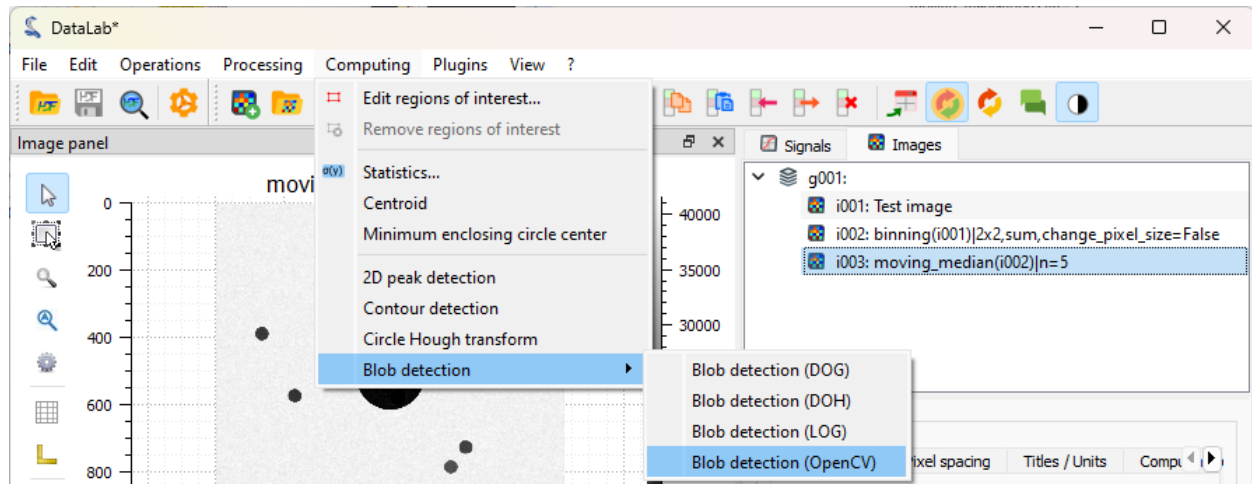 DataLab*
File Edit Operations Processing Computing Plugins View ?
Edit regions of interest...
Remove regions of interest
σ(y) Statistics...
Centroid
Minimum enclosing circle center
2D peak detection
Contour detection
Circle Hough transform
Blob detection
Blob detection (DOG)
Blob detection (DOH)
Blob detection (LOG)
Blob detection (OpenCV)
Image panel
movi
0
200
400
600
800
40000
35000
30000
Signals Images
g001:
i001: Test image
i002: binning(i001)|2x2,sum,change_pixel_size=False
i003: moving_median(i002)|n=5
ixel spacing Titles / Units Compu